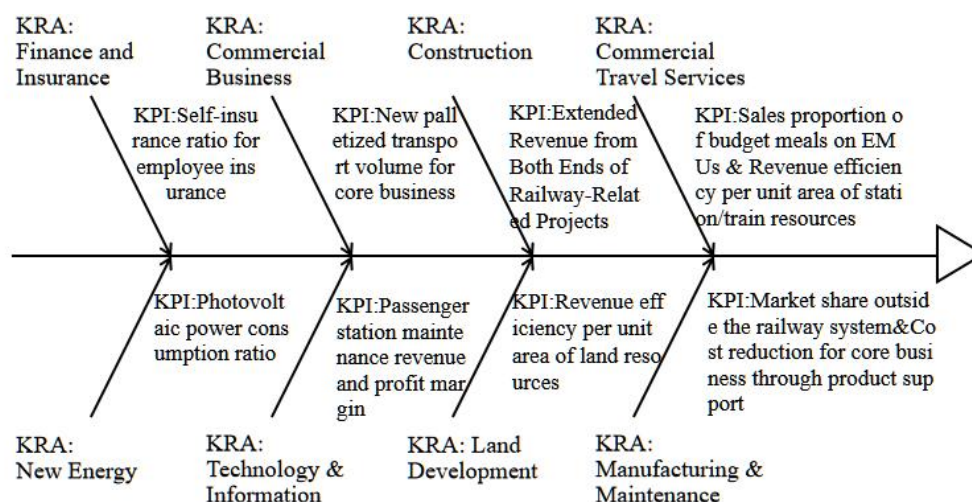 KRA:
Finance and
Insurance
KRA:
Commercial
Business
KRA:
Construction
KRA:
Commercial
Travel Services
KPI:Self-insu
rance ratio for
employee ins
urance
KPI:New pall
etized transpo
rt volume for
core business
KPI:Extended
Revenue from
Both Ends of
Railway-Relat
ed Projects
KPI:Sales proportion o
f budget meals on EM
Us & Revenue efficien
cy per unit area of stati
on/train resources
KPI:Photovolt
aic power cons
umption ratio
KPI:Passenger
station mainte
nance revenue
and profit mar
gin
KPI:Revenue eff
iciency per unit
area of land reso
urces
KPI:Market share outsid
e the railway system&Co
st reduction for core busi
ness through product sup
port
KRA:
New Energy
KRA:
Technology &
Information
KRA: Land
Development
KRA:
Manufacturing &
Maintenance